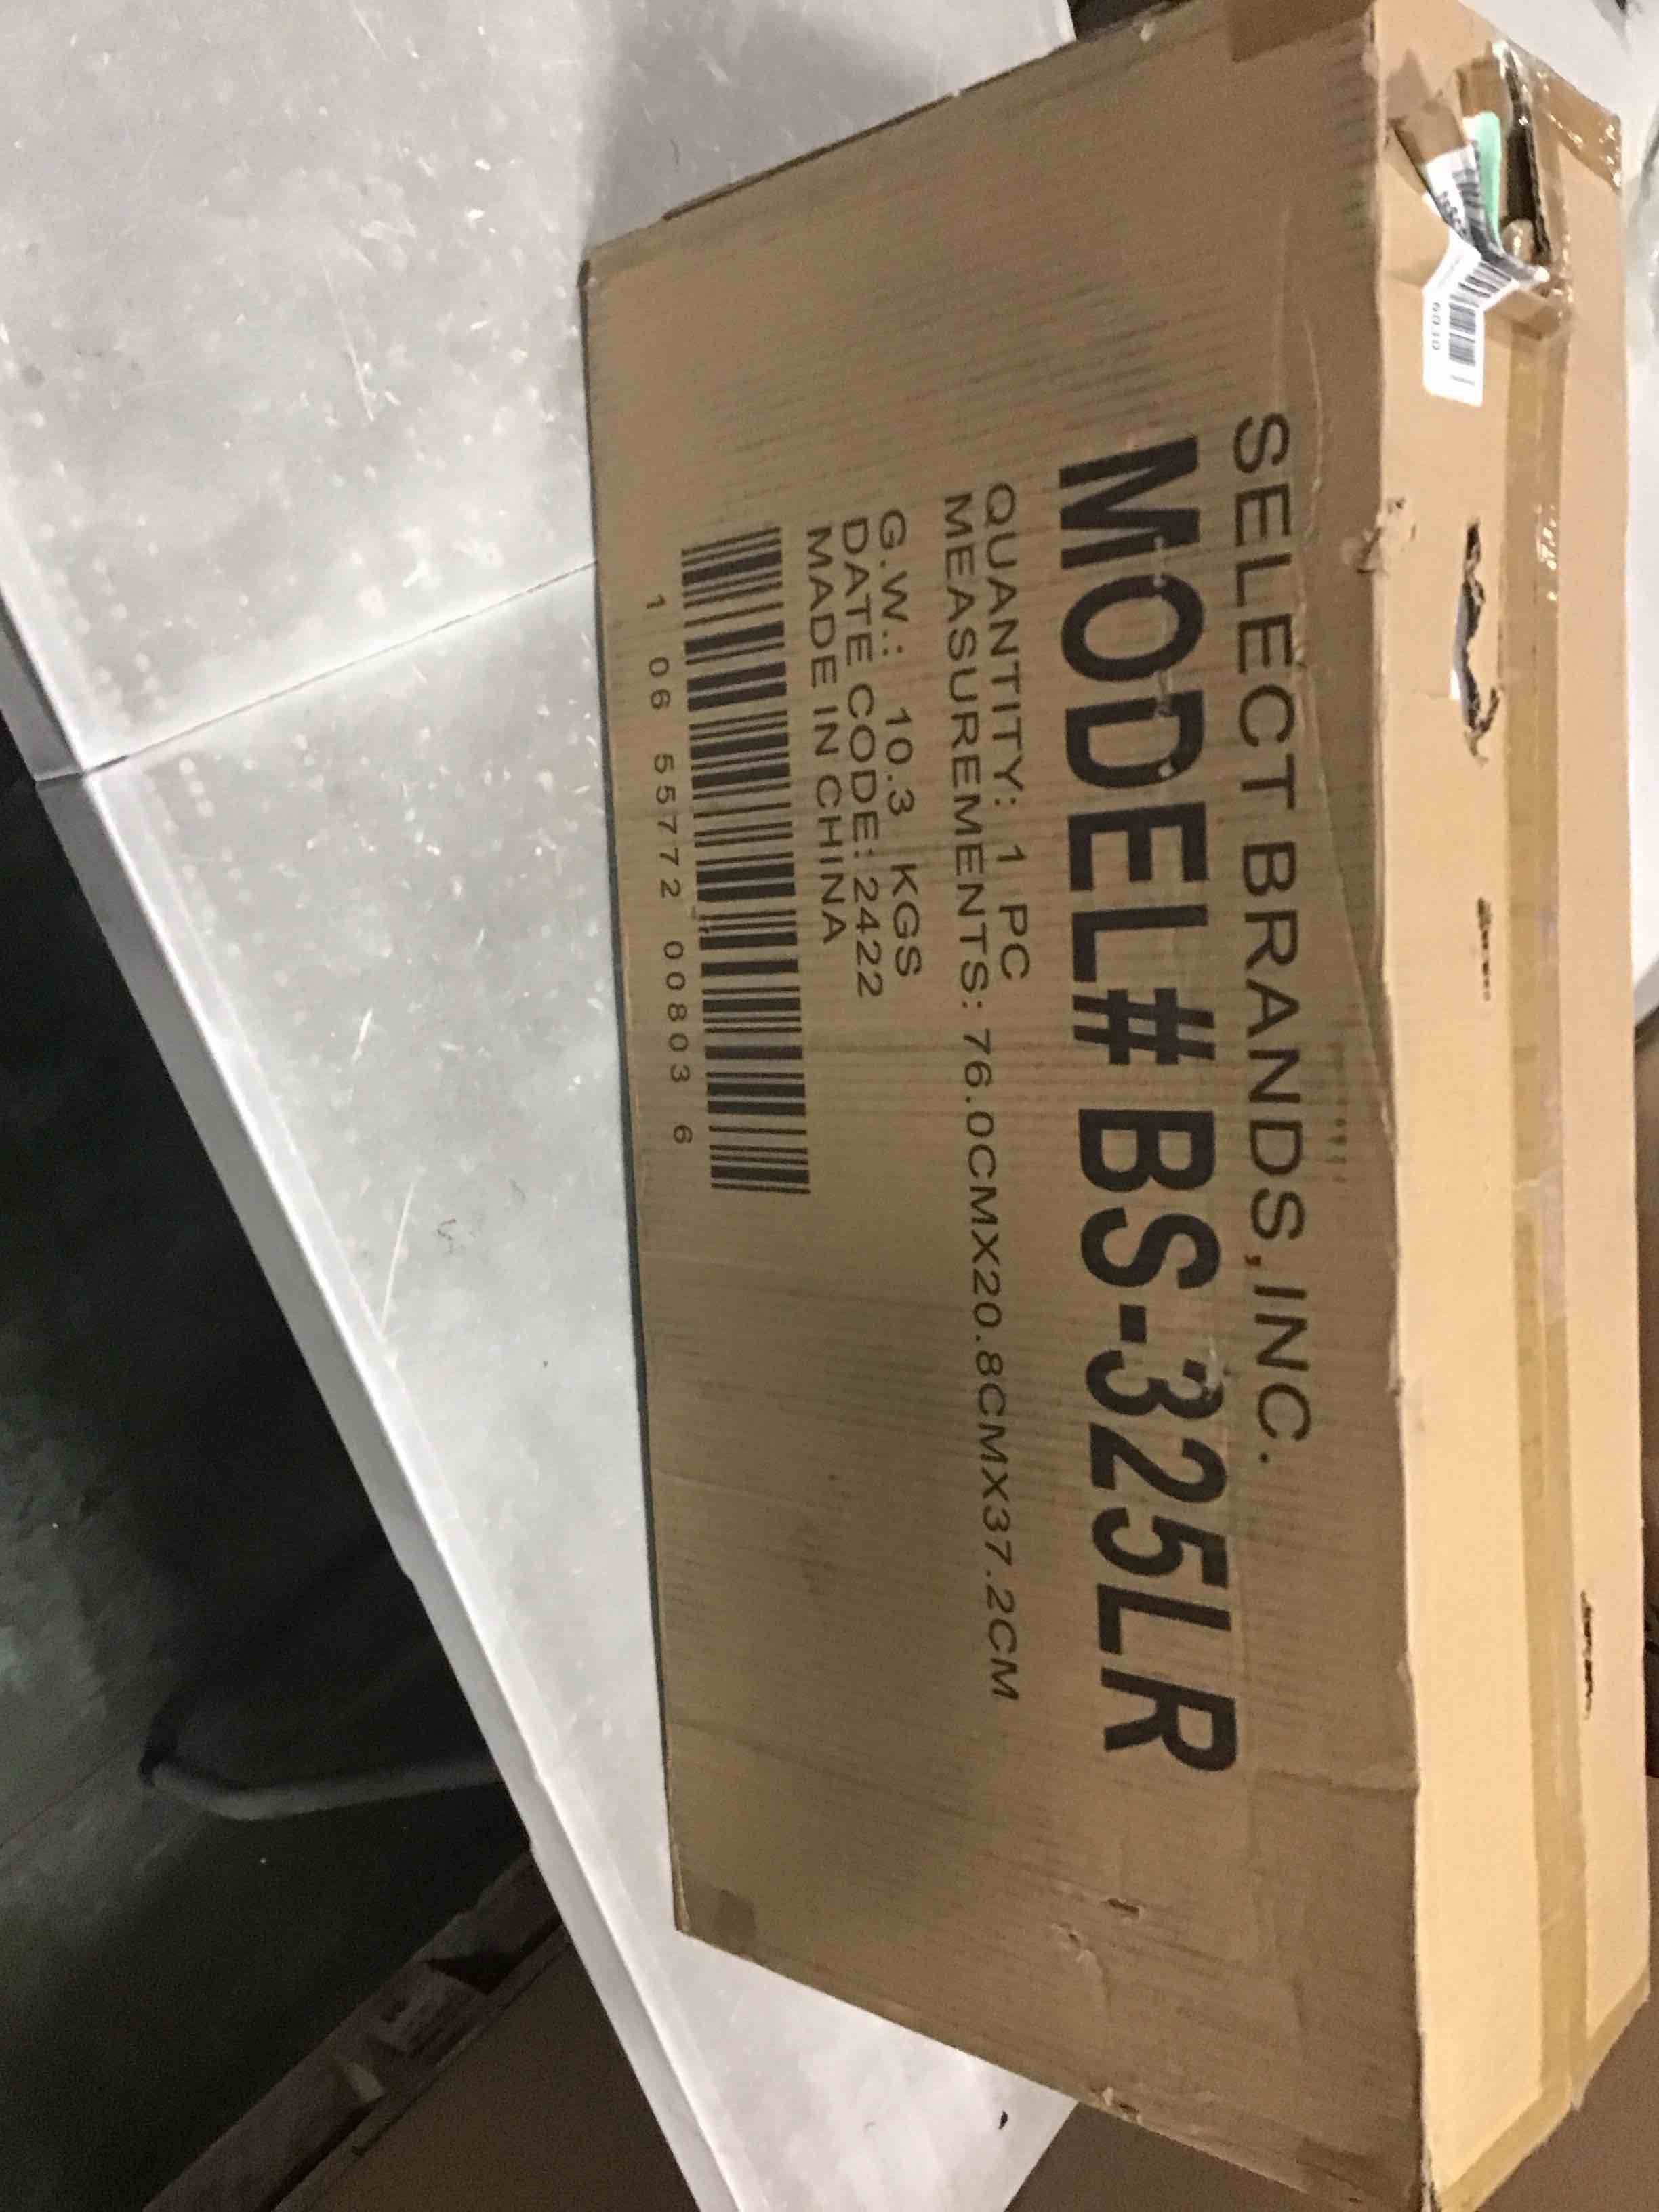 SELECT BRANDS,INC.
MODEL# BS-325LR
QUANTITY: 1 PC
MEASUREMENTS: 76.0CMX20.8CMX37.2CM
G.W.: 10.3 KGS
DATE CODE: 2422
MADE IN CHINA
1 06 55772 00803 6